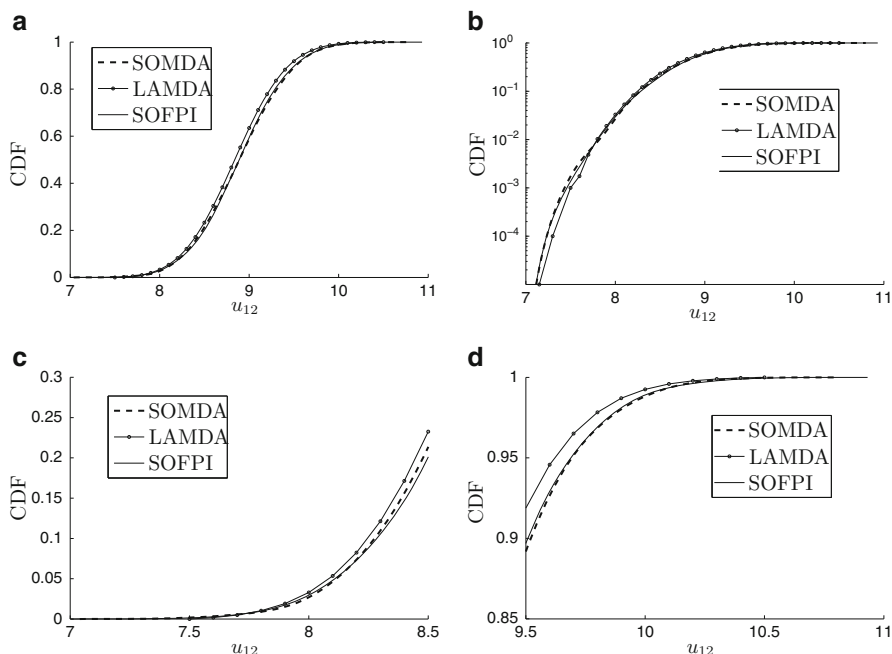 a
1
0.8
0.6
0.4
0.2
0
CDF
SOMDA
LAMDA
SOFPI
7 8 9 10 11
u12
b
10^0
10^-1
10^-2
10^-3
10^-4
CDF
SOMDA
LAMDA
SOFPI
7 8 9 10 11
u12
c
0.3
0.25
0.2
0.15
0.1
0.05
0
CDF
SOMDA
LAMDA
SOFPI
7 7.5 8 8.5
u12
d
1
0.95
0.9
0.85
CDF
SOMDA
LAMDA
SOFPI
9.5 10 10.5 11
u12